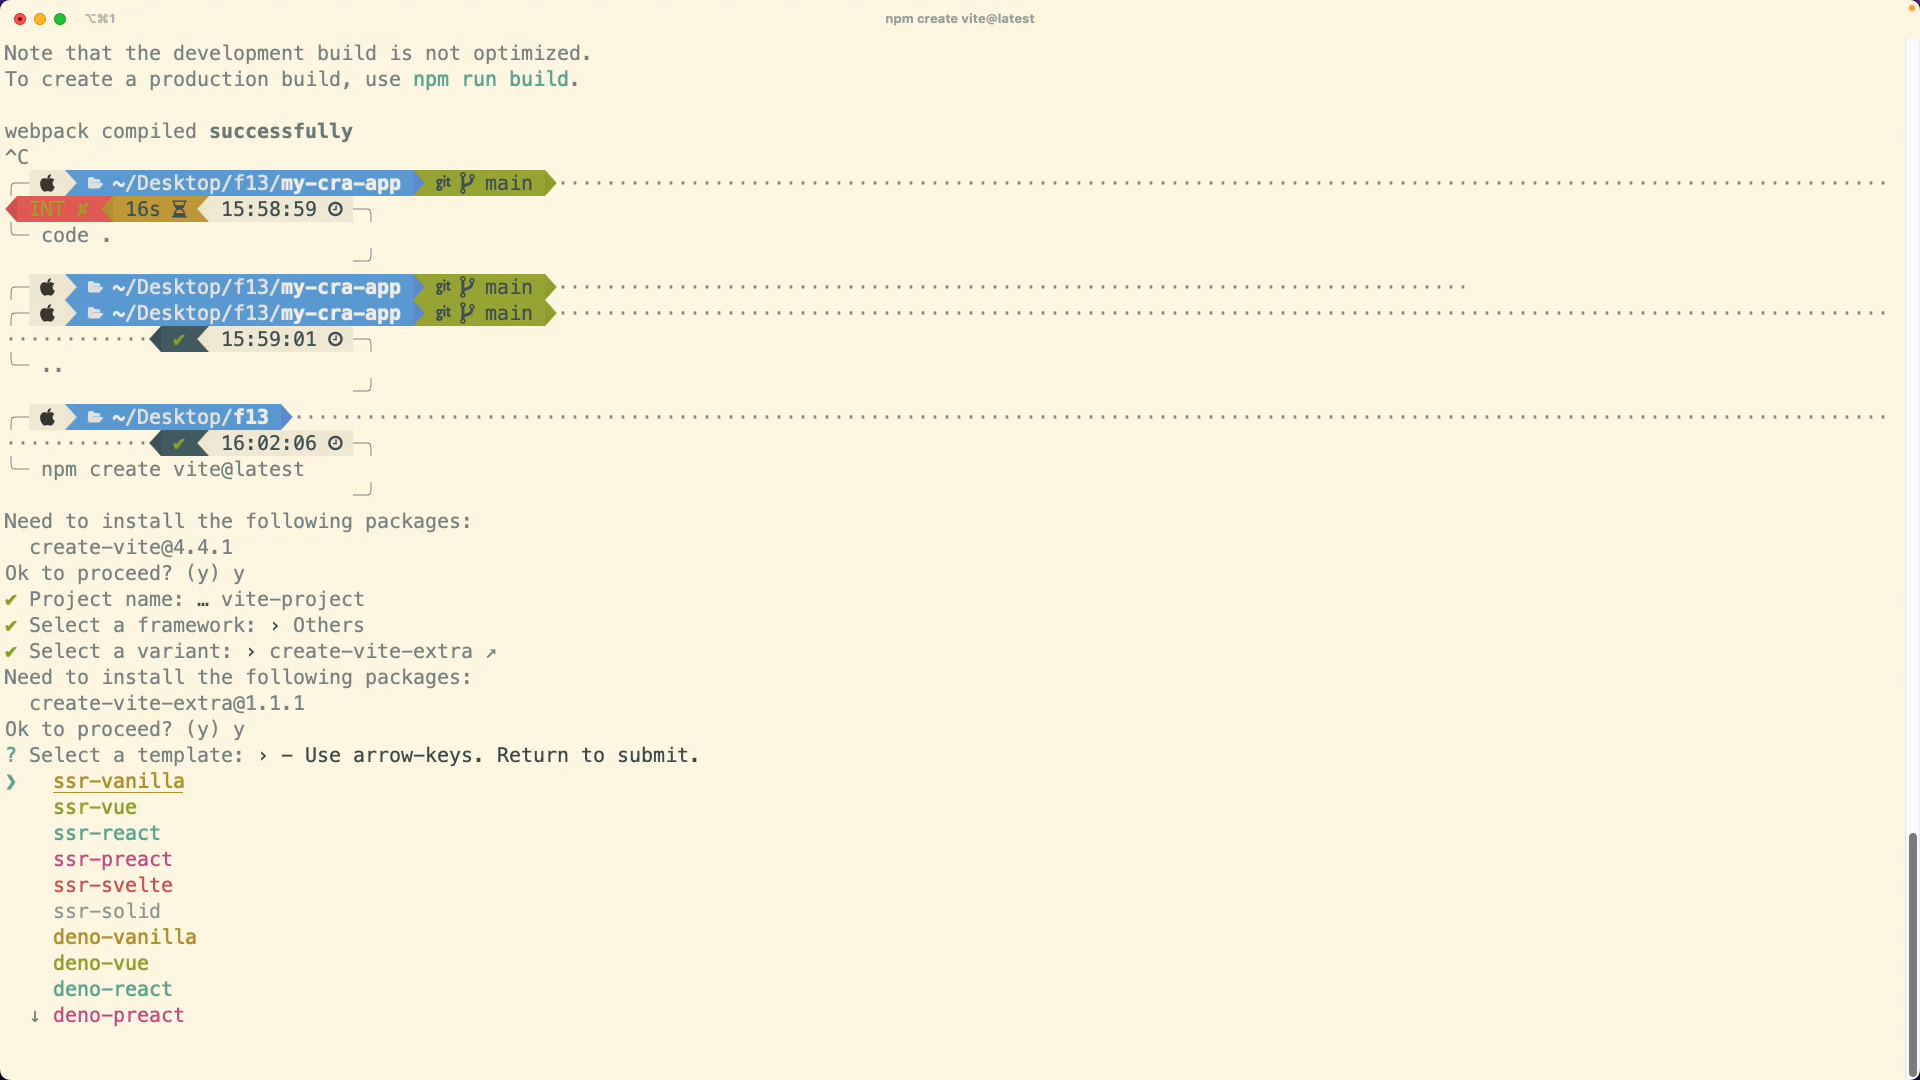 ⌥⌘1
npm create vite@latest
Note that the development build is not optimized.
To create a production build, use npm run build.
webpack compiled successfully
^C
~/Desktop/f13/my-cra-app git main
INT ✘ 16s 15:58:59
code .
~/Desktop/f13/my-cra-app git main
~/Desktop/f13/my-cra-app git main
✔ 15:59:01
..
~/Desktop/f13
✔ 16:02:06
npm create vite@latest
Need to install the following packages:
create-vite@4.4.1
Ok to proceed? (y) y
✔ Project name: … vite-project
✔ Select a framework: › Others
✔ Select a variant: › create-vite-extra ↗
Need to install the following packages:
create-vite-extra@1.1.1
Ok to proceed? (y) y
? Select a template: › - Use arrow-keys. Return to submit.
❯ ssr-vanilla
ssr-vue
ssr-react
ssr-preact
ssr-svelte
ssr-solid
deno-vanilla
deno-vue
deno-react
↓ deno-preact